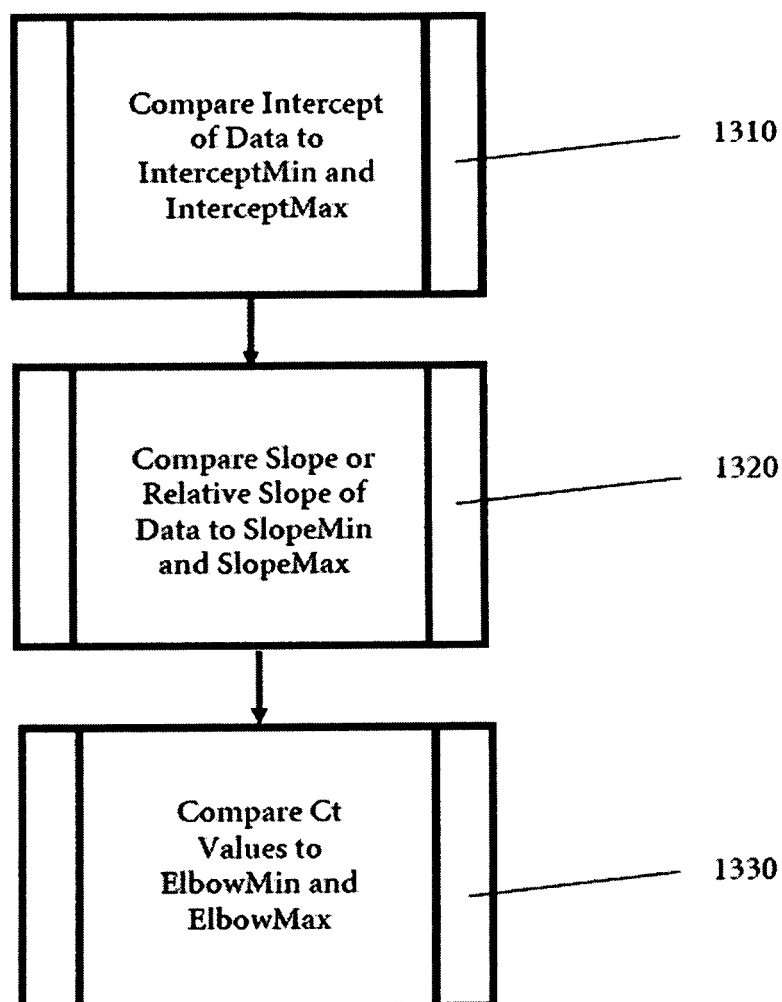 Compare Intercept
of Data to
InterceptMin and
InterceptMax
1310
Compare Slope or
Relative Slope of
Data to SlopeMin
and SlopeMax
1320
Compare Ct
Values to
ElbowMin and
ElbowMax
1330